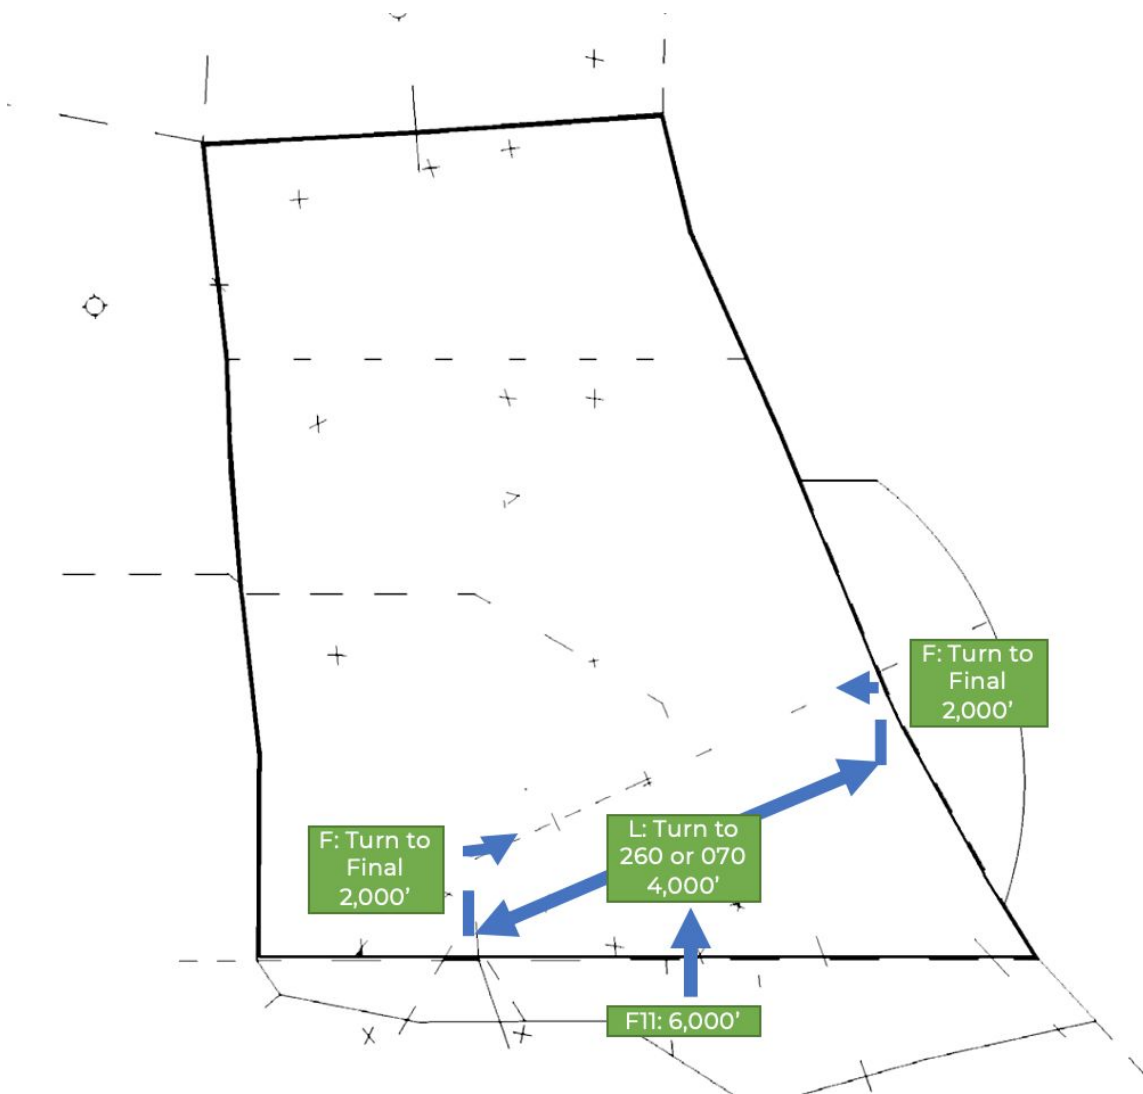 F: Turn to
Final
2,000’
L: Turn to
260 or 070
4,000’
F: Turn to
Final
2,000’
F11: 6,000’